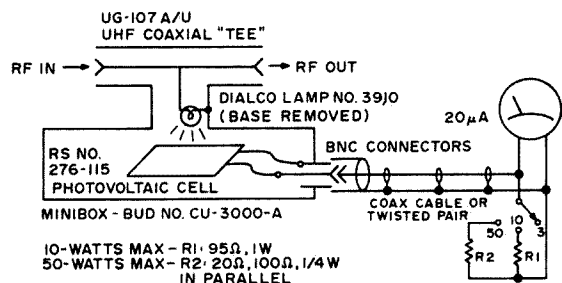 UG-107 A/U
UHF COAXIAL "TEE"
RF IN
RF OUT
DIALCO LAMP NO. 39J0
(BASE REMOVED)
20μA
RS NO.
276-115
PHOTOVOLTAIC CELL
BNC CONNECTORS
MINIBOX - BUD NO. CU-3000-A
COAX CABLE OR
TWISTED PAIR
50
10
3
R2
R1
10-WATTS MAX - R1: 95Ω, 1W
50-WATTS MAX - R2: 20Ω, 100Ω, 1/4 W
IN PARALLEL